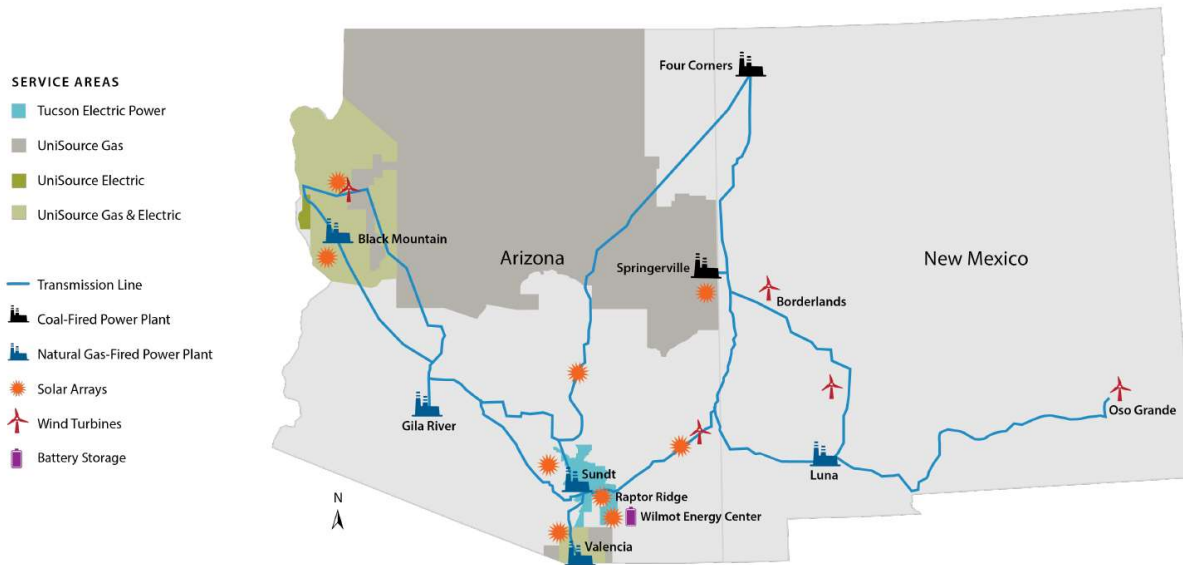 SERVICE AREAS
Tucson Electric Power
UniSource Gas
UniSource Electric
UniSource Gas & Electric
Transmission Line
Coal-Fired Power Plant
Natural Gas-Fired Power Plant
Solar Arrays
Wind Turbines
Battery Storage
Four Corners
Black Mountain
Arizona
New Mexico
Springerville
Borderlands
Gila River
Oso Grande
Sundt
Luna
Raptor Ridge
Wilmot Energy Center
N
Valencia